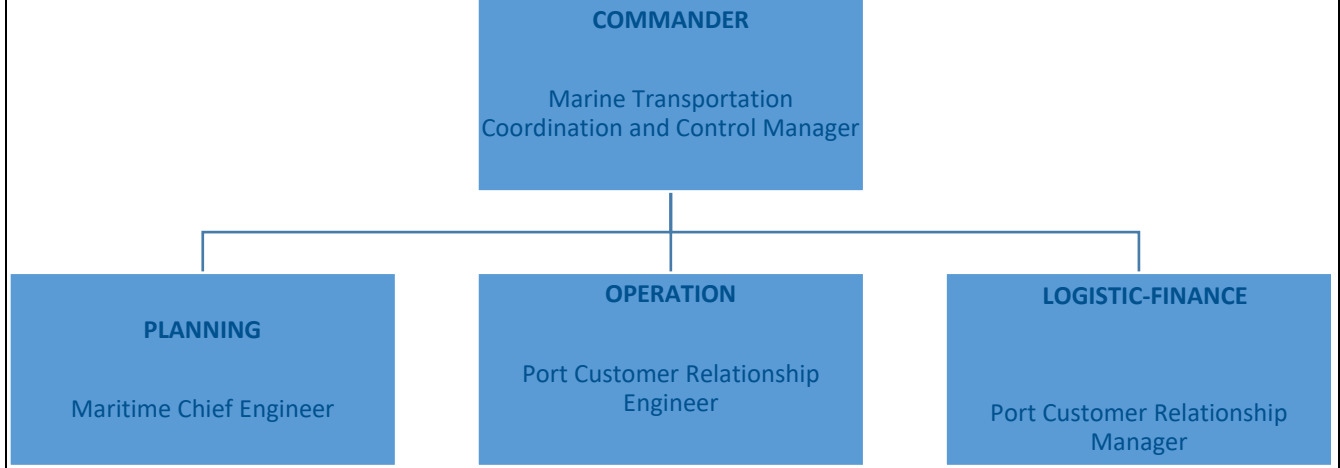 COMMANDER
Marine Transportation
Coordination and Control Manager
PLANNING
Maritime Chief Engineer
OPERATION
Port Customer Relationship
Engineer
LOGISTIC-FINANCE
Port Customer Relationship
Manager